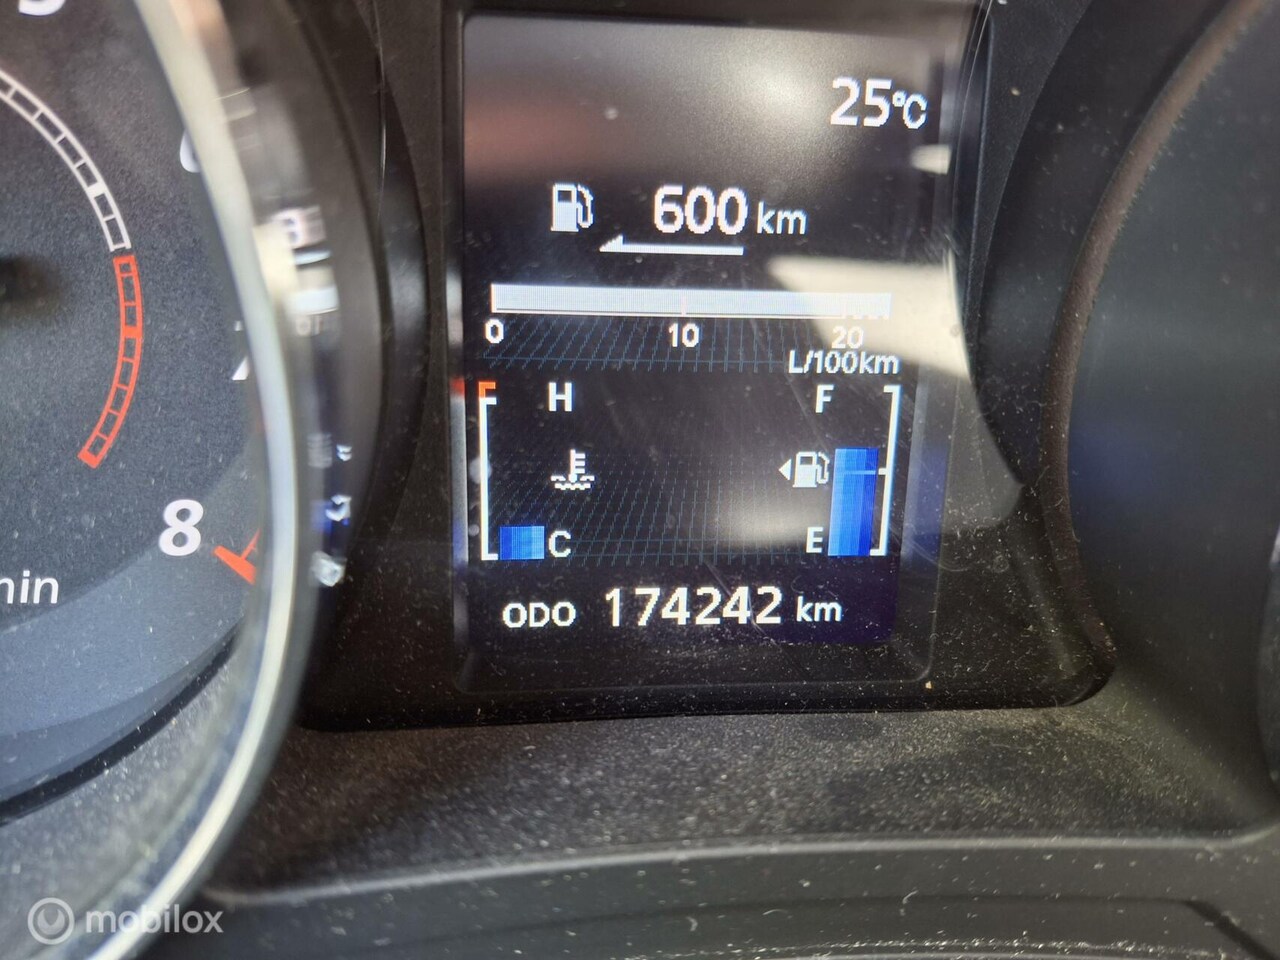 25°C
600 km
0 10 20
L/100km
H F
C E
ODO 174242 km
8
min
mobilox